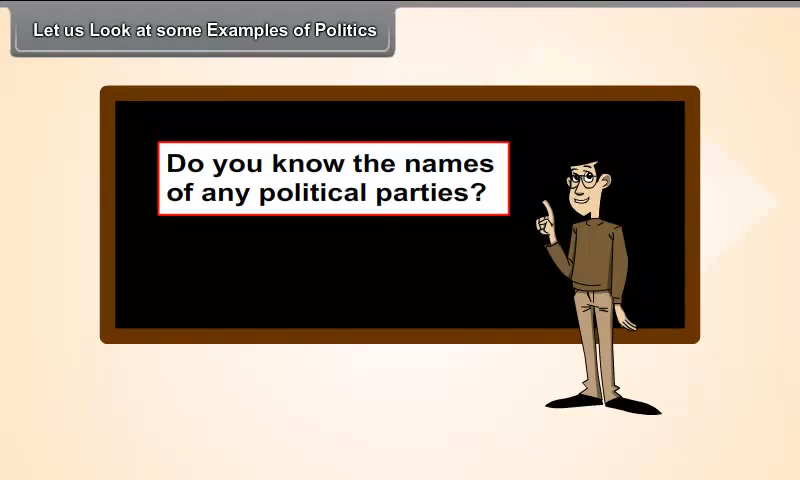 Let us Look at some Examples of Politics
Do you know the names
of any political parties?